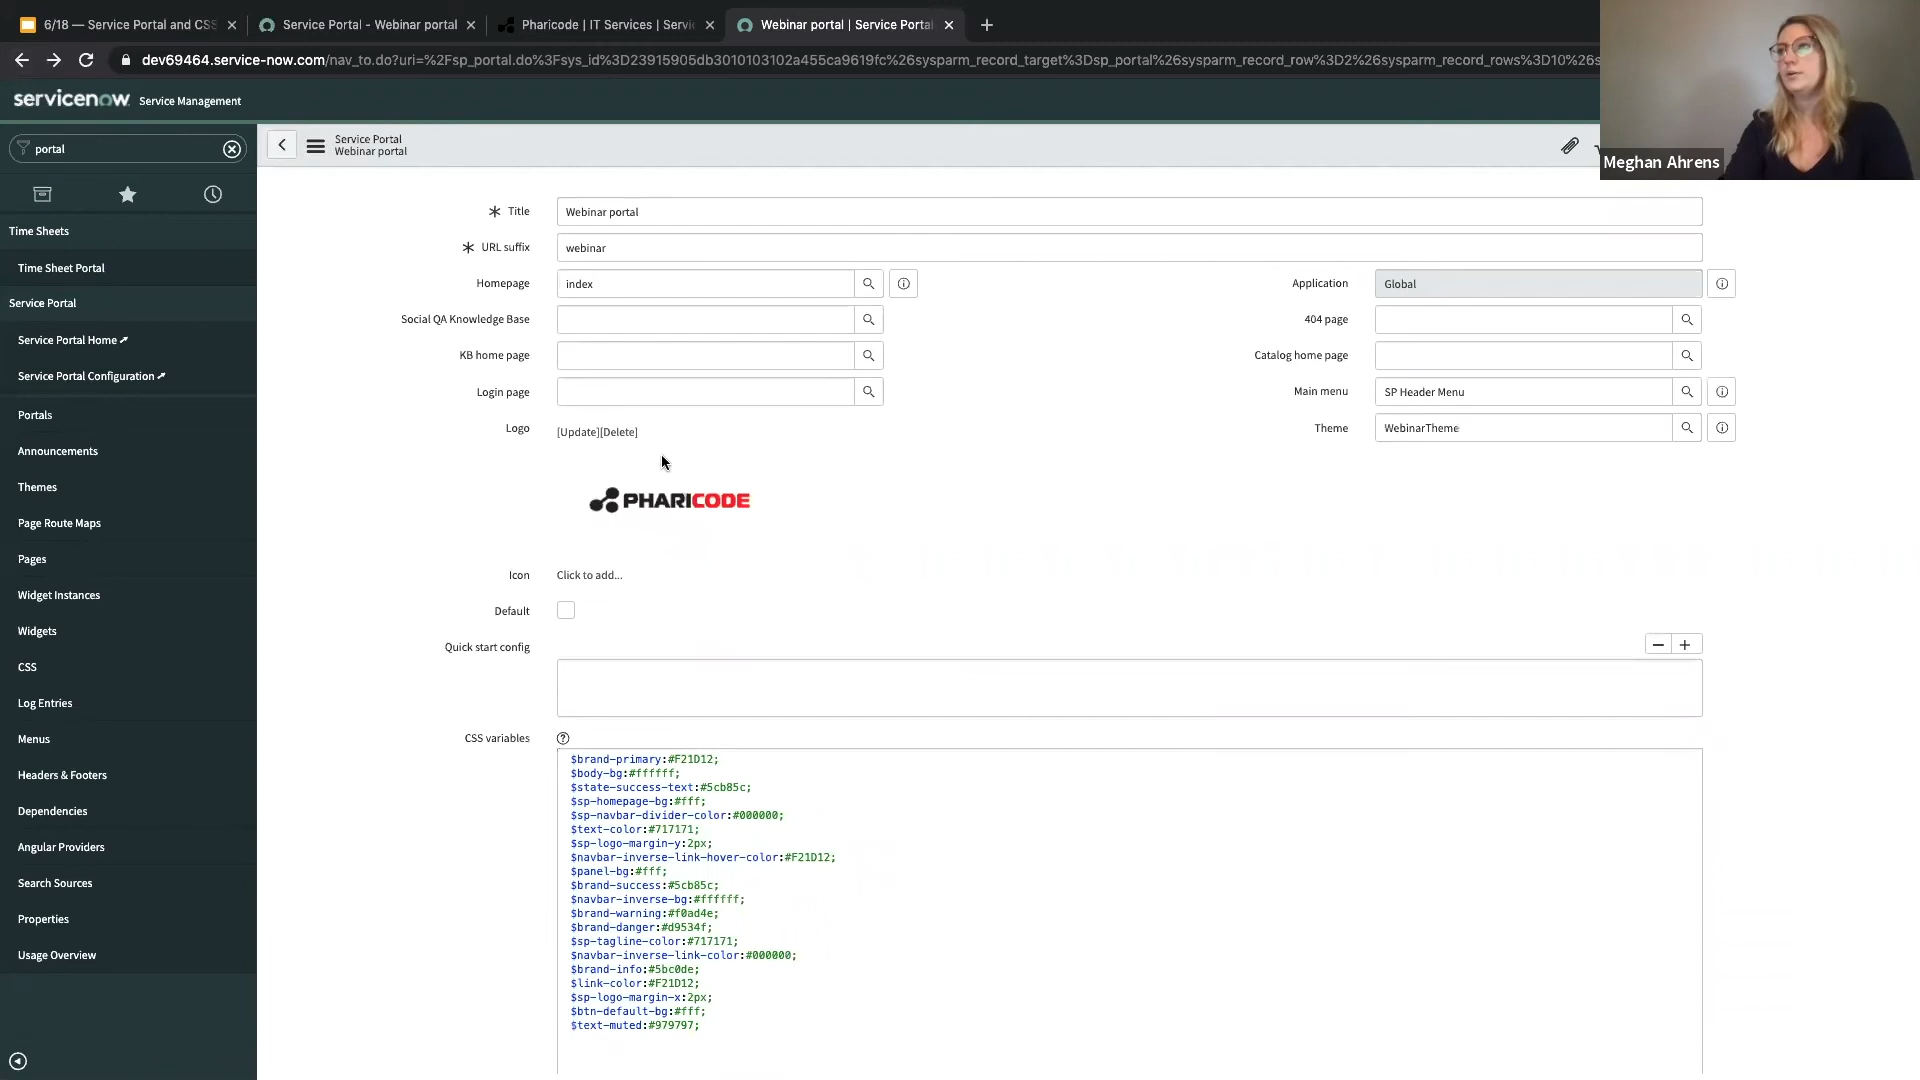 6/18 — Service Portal and CSS
Service Portal - Webinar portal
Pharicode | IT Services | Servic
Webinar portal | Service Portal
dev69464.service-now.com/nav_to.do?uri=%2Fsp_portal.do%3Fsys_id%3D23915905db3010103102a455ca9619fc%26sysparm_record_target%3Dsp_portal%26sysparm_record_row%3D2%26sysparm_record_rows%3D10%26s
servicenow Service Management
portal
Service Portal
Webinar portal
Meghan Ahrens
Time Sheets
Time Sheet Portal
Service Portal
Service Portal Home
Service Portal Configuration
Portals
Announcements
Themes
Page Route Maps
Pages
Widget Instances
Widgets
CSS
Log Entries
Menus
Headers & Footers
Dependencies
Angular Providers
Search Sources
Properties
Usage Overview
Title Webinar portal
URL suffix webinar
Homepage index Application Global
Social QA Knowledge Base 404 page
KB home page Catalog home page
Login page Main menu SP Header Menu
Logo [Update][Delete] Theme WebinarTheme
PHARICODE
Icon Click to add...
Default
Quick start config
CSS variables
$brand-primary:#F21D12;
$body-bg:#ffffff;
$state-success-text:#5cb85c;
$sp-homepage-bg:#fff;
$sp-navbar-divider-color:#000000;
$text-color:#717171;
$sp-logo-margin-y:2px;
$navbar-inverse-link-hover-color:#F21D12;
$panel-bg:#fff;
$brand-success:#5cb85c;
$navbar-inverse-bg:#ffffff;
$brand-warning:#f0ad4e;
$brand-danger:#d9534f;
$sp-tagline-color:#717171;
$navbar-inverse-link-color:#000000;
$brand-info:#5bc0de;
$link-color:#F21D12;
$sp-logo-margin-x:2px;
$btn-default-bg:#fff;
$text-muted:#979797;